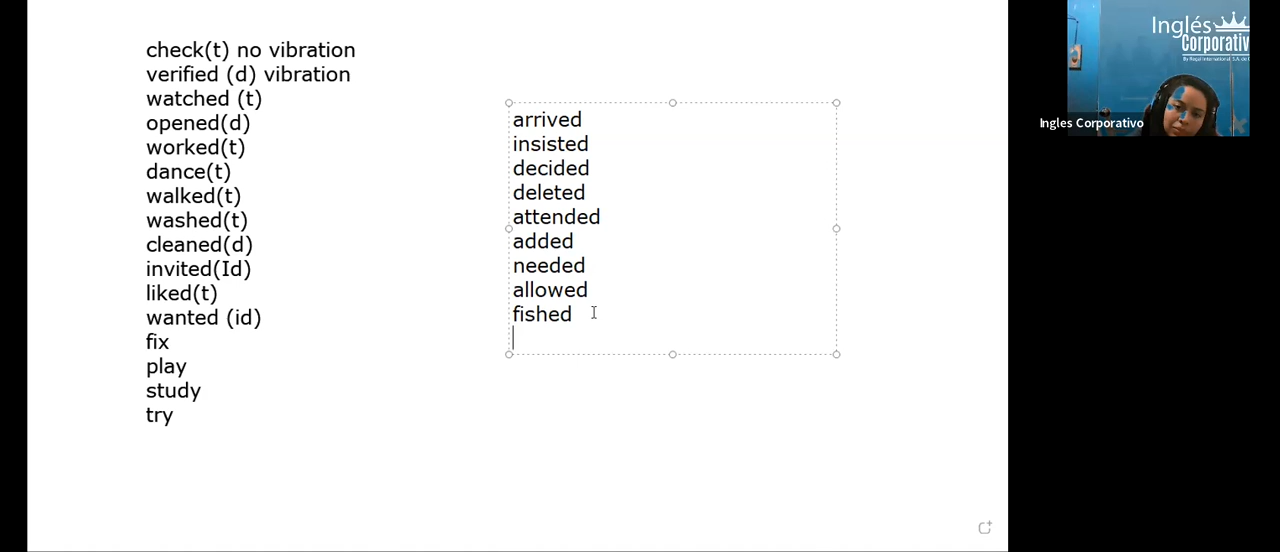 check(t) no vibration
verified (d) vibration
watched (t)
opened(d)
worked(t)
dance(t)
walked(t)
washed(t)
cleaned(d)
invited(Id)
liked(t)
wanted (id)
fix
play
study
try
arrived
insisted
decided
deleted
attended
added
needed
allowed
fished
Inglés
Corporativ
Ingles Corporativo